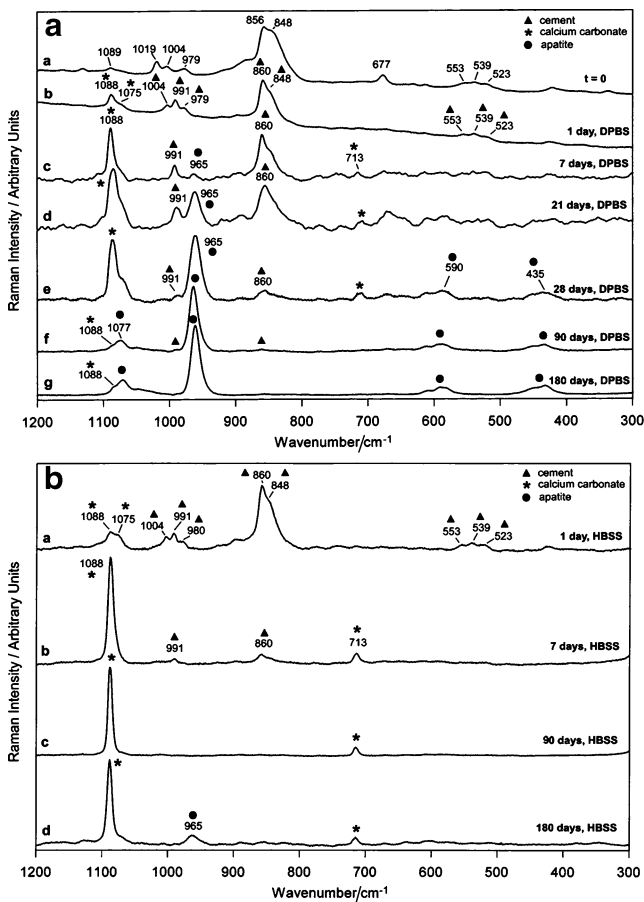 a
▲ cement
* calcium carbonate
● apatite
856 848
1089 1019 1004 979
677
553 539 523
a
t = 0
* 1088 * 1075 ▲ 1004 ▲ 991 ▲ 979
▲ 860 ▲ 848
▲ 553 ▲ 539 ▲ 523
b
1 day, DPBS
* 1088
▲ 991
● 965
▲ 860
* 713
c
7 days, DPBS
*
▲ 991
965 ●
▲ 860
*
d
21 days, DPBS
*
▲ 991
965 ●
▲ 860
*
● 590
● 435
e
28 days, DPBS
* 1088
● 1077
▲ ● ▲ ● ●
f
90 days, DPBS
* 1088
● ● ● ●
g
180 days, DPBS
Raman Intensity / Arbitrary Units
1200 1100 1000 900 800 700 600 500 400 300
Wavenumber/cm-1
b
▲ cement
* calcium carbonate
● apatite
* 1088 * 1075 ▲ 1004 ▲ 991 ▲ 980
▲ 860 848 ▲
▲ 553 ▲ 539 ▲ 523
a
1 day, HBSS
1088
*
▲ 991
▲ 860
* 713
b
7 days, HBSS
*
*
c
90 days, HBSS
*
● 965
*
d
180 days, HBSS
Raman Intensity / Arbitrary Units
1200 1100 1000 900 800 700 600 500 400 300
Wavenumber/cm-1